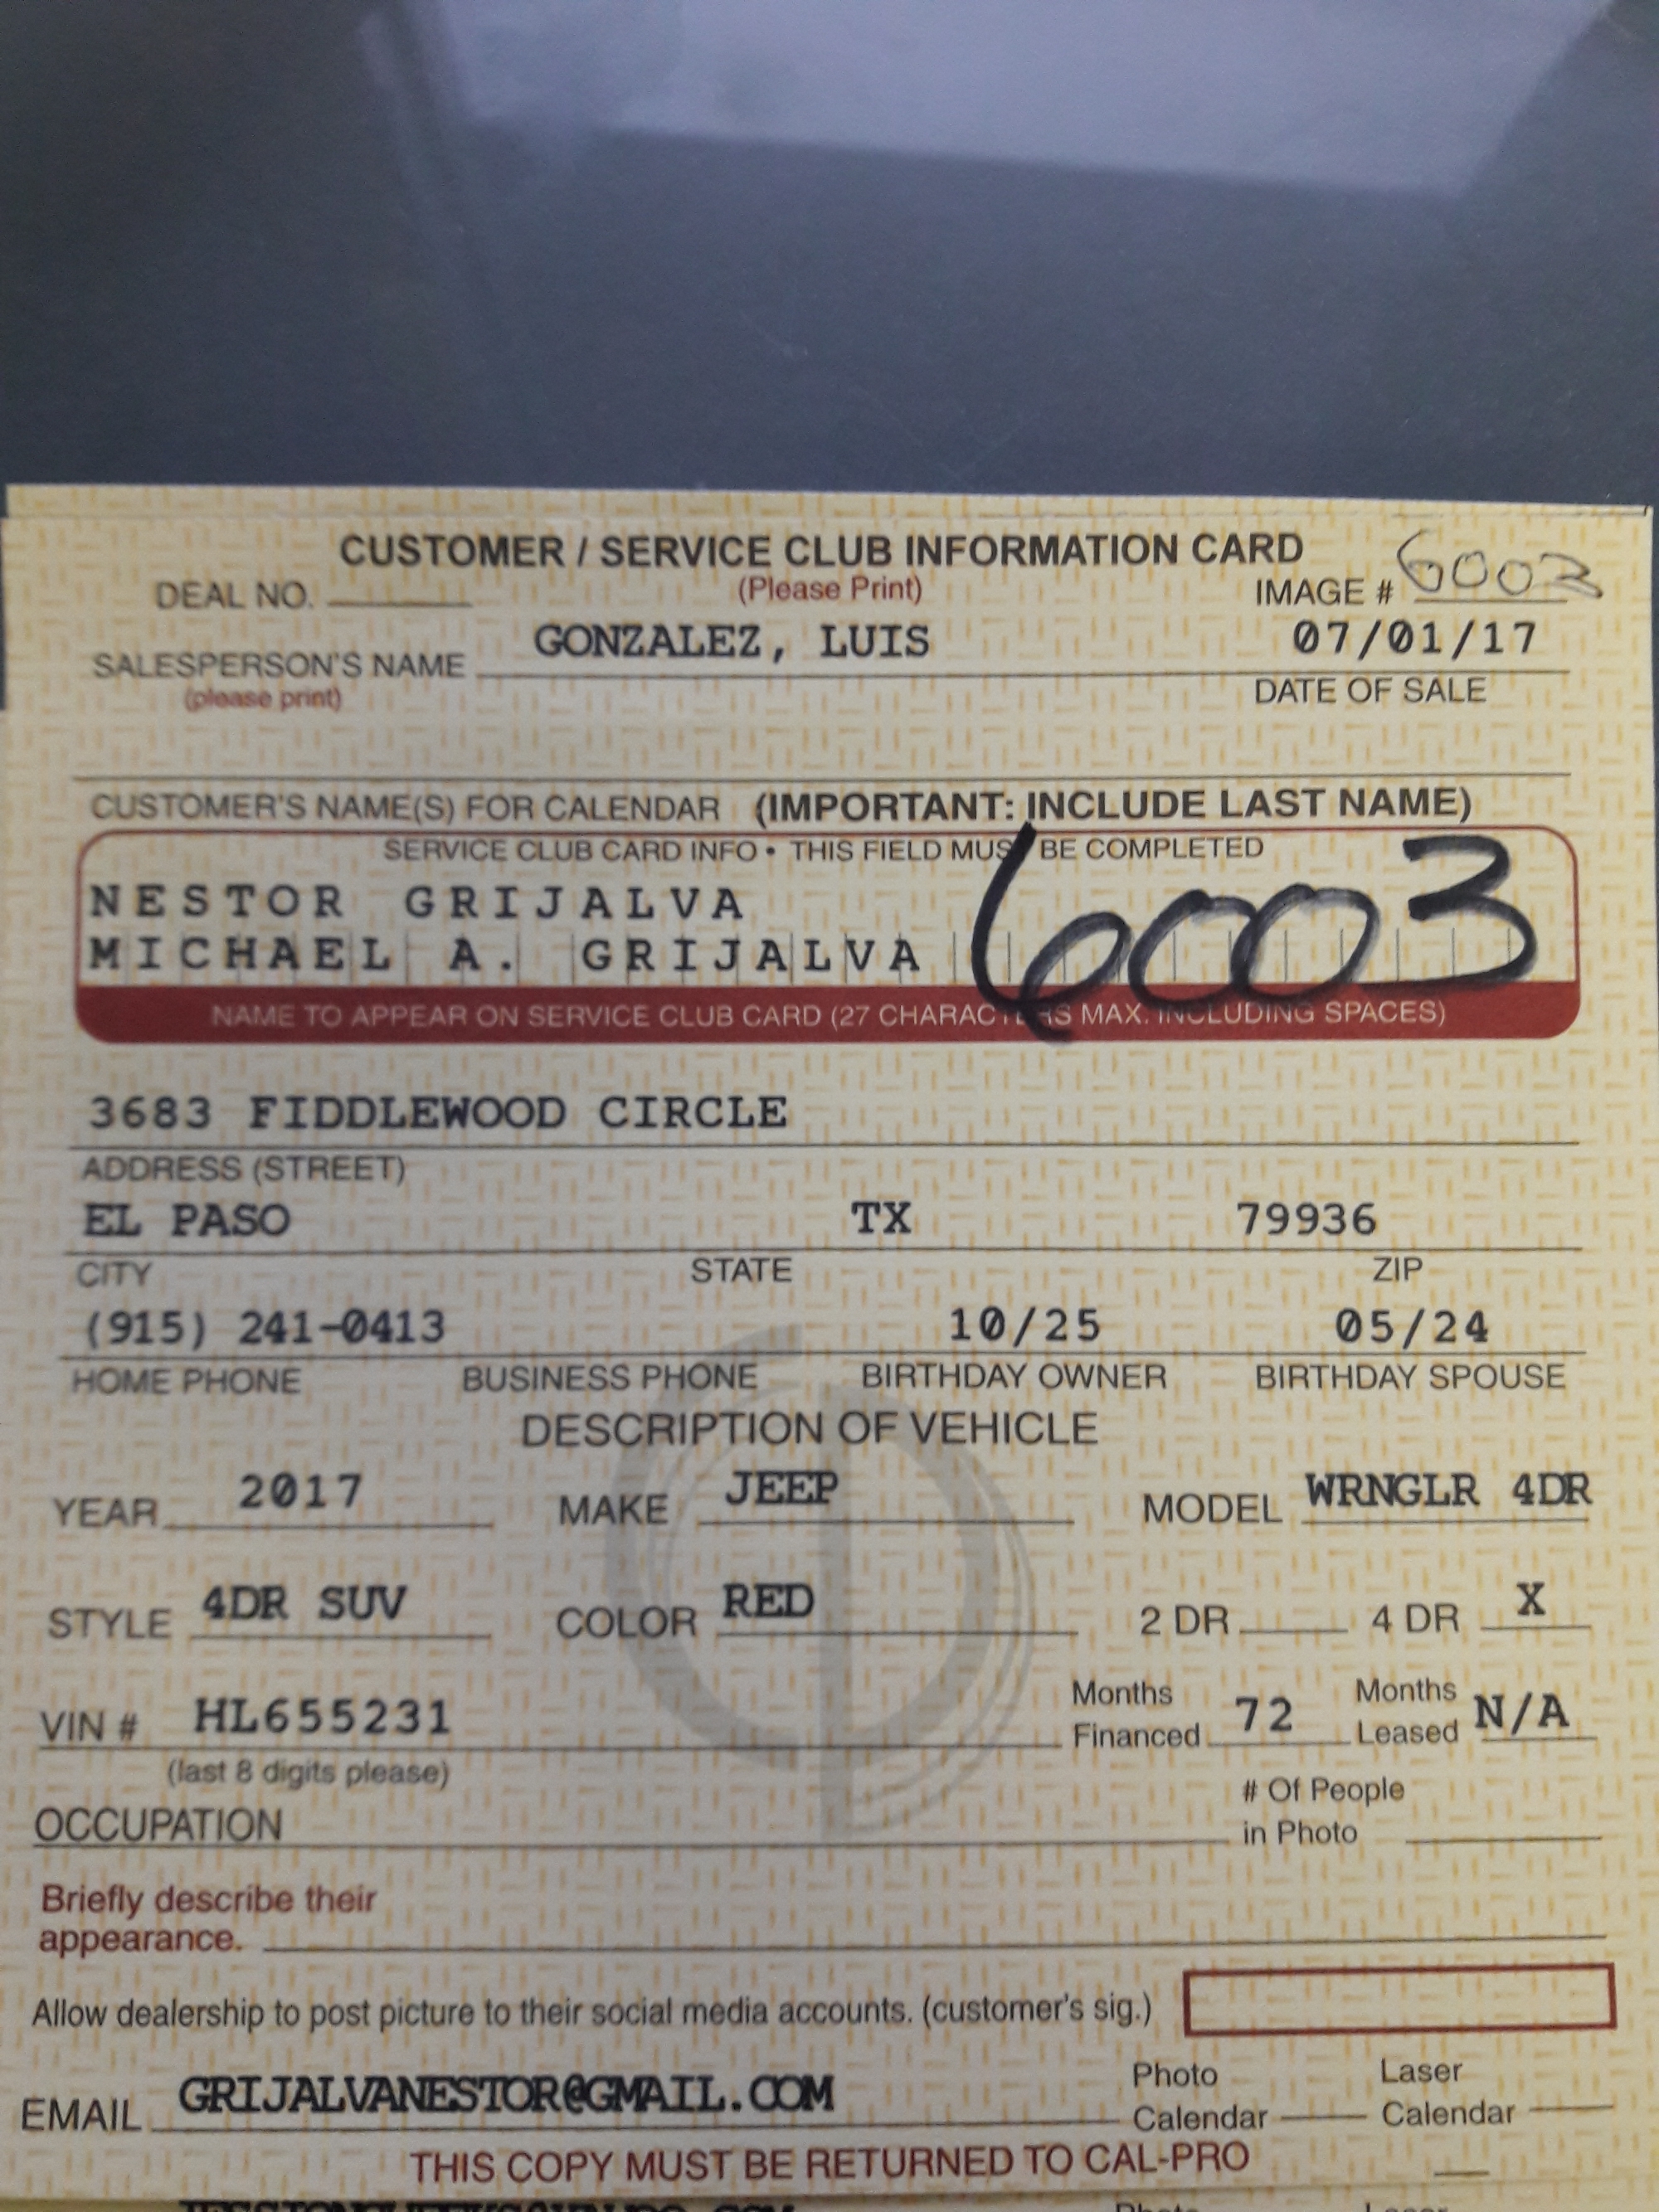 CUSTOMER / SERVICE CLUB INFORMATION CARD
(Please Print)
DEAL NO. IMAGE # 6003
SALESPERSON'S NAME GONZALEZ, LUIS 07/01/17
(please print) DATE OF SALE
CUSTOMER'S NAME(S) FOR CALENDAR (IMPORTANT: INCLUDE LAST NAME)
SERVICE CLUB CARD INFO • THIS FIELD MUST BE COMPLETED
NESTOR GRIJALVA
MICHAEL A. GRIJALVA 6003
NAME TO APPEAR ON SERVICE CLUB CARD (27 CHARACTERS MAX. INCLUDING SPACES)
3683 FIDDLEWOOD CIRCLE
ADDRESS (STREET)
EL PASO TX 79936
CITY STATE ZIP
(915) 241-0413 10/25 05/24
HOME PHONE BUSINESS PHONE BIRTHDAY OWNER BIRTHDAY SPOUSE
DESCRIPTION OF VEHICLE
YEAR 2017 MAKE JEEP MODEL WRNGLR 4DR
STYLE 4DR SUV COLOR RED 2 DR 4 DR X
VIN # HL655231 Months Financed 72 Months Leased N/A
(last 8 digits please)
OCCUPATION # Of People in Photo
Briefly describe their
appearance.
Allow dealership to post picture to their social media accounts. (customer's sig.)
EMAIL GRIJALVANESTOR@GMAIL.COM Photo Calendar Laser Calendar
THIS COPY MUST BE RETURNED TO CAL-PRO